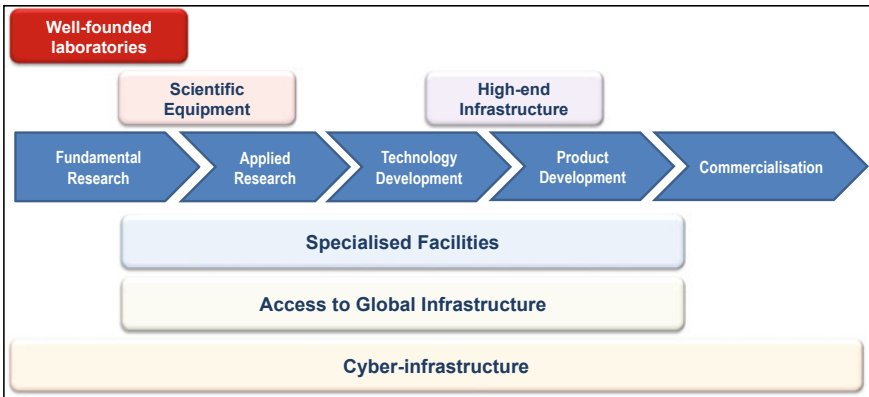 Well-founded
laboratories
Scientific
Equipment
High-end
Infrastructure
Fundamental
Research
Applied
Research
Technology
Development
Product
Development
Commercialisation
Specialised Facilities
Access to Global Infrastructure
Cyber-infrastructure